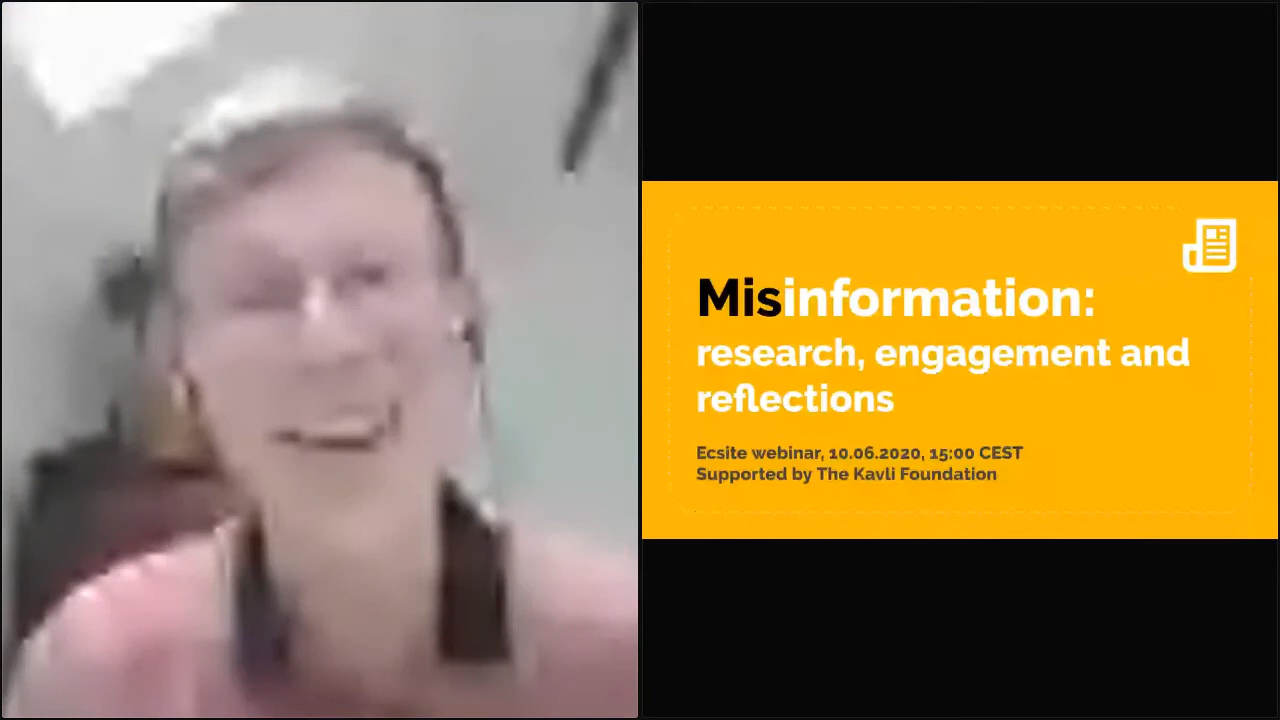 Misinformation:
research, engagement and
reflections
Ecsite webinar, 10.06.2020, 15:00 CEST
Supported by The Kavli Foundation